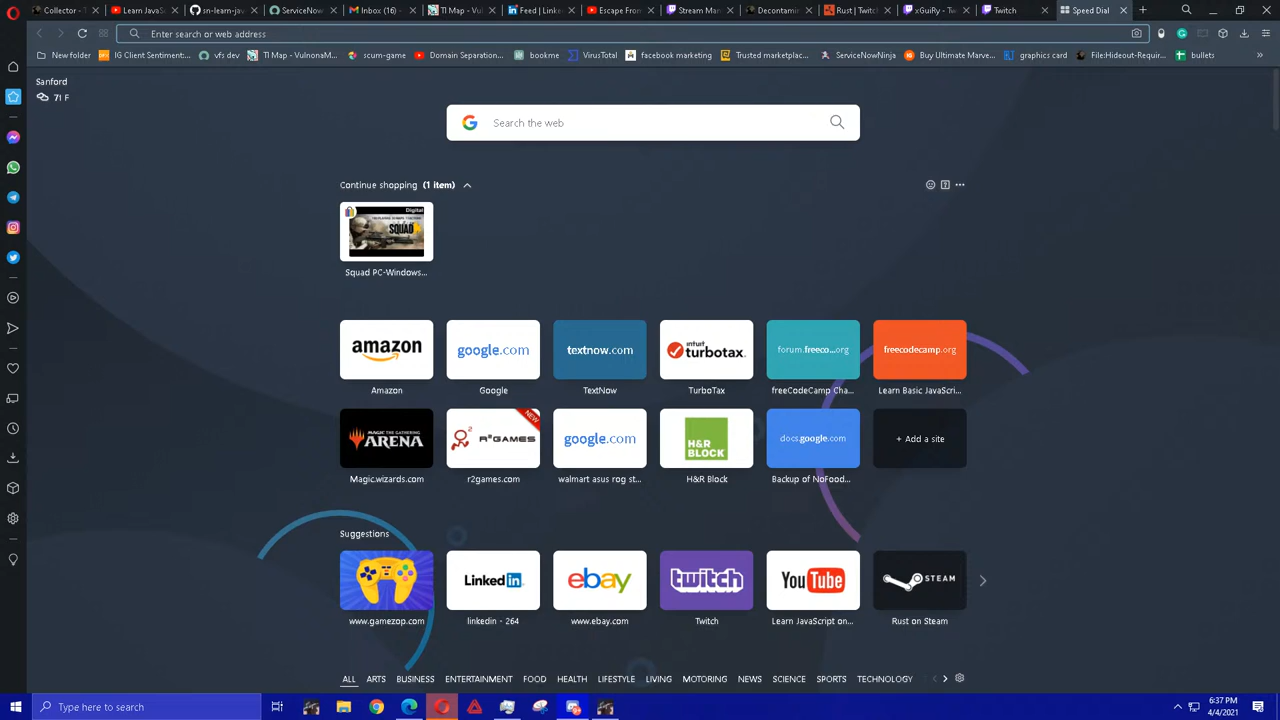 Collector -
Learn JavaS
sn-learn-jav
ServiceNow
Inbox (16) -
TI Map - Vul
Feed | Linke
Escape From
Stream Mar
Decontamin
Rust | Twitch
xGuiRy - Tw
Twitch
Speed Dial
Enter search or web address
New folder
IG Client Sentiment:...
vfs dev
TI Map - VulnonaM...
scum-game
Domain Separation...
bookme
VirusTotal
facebook marketing
Trusted marketplac...
ServiceNowNinja
Buy Ultimate Marve...
graphics card
File:Hideout-Requir...
bullets
Sanford
71 F
Search the web
Continue shopping (1 item)
Digital
SQUAD
Squad PC-Windows...
amazon
google.com
textnow.com
intuit turbotax.
forum.freeco...org
freecodecamp.org
Amazon
Google
TextNow
TurboTax
freeCodeCamp Cha...
Learn Basic JavaScri...
MAGIC THE GATHERING
ARENA
NEW
R²GAMES
google.com
H&R
BLOCK
docs.google.com
+ Add a site
Magic.wizards.com
r2games.com
walmart asus rog st...
H&R Block
Backup of NoFood...
Suggestions
Linked in
ebay
twitch
YouTube
STEAM
www.gamezop.com
linkedin - 264
www.ebay.com
Twitch
Learn JavaScript on...
Rust on Steam
ALL ARTS BUSINESS ENTERTAINMENT FOOD HEALTH LIFESTYLE LIVING MOTORING NEWS SCIENCE SPORTS TECHNOLOGY
Type here to search
6:37 PM
4/4/2021